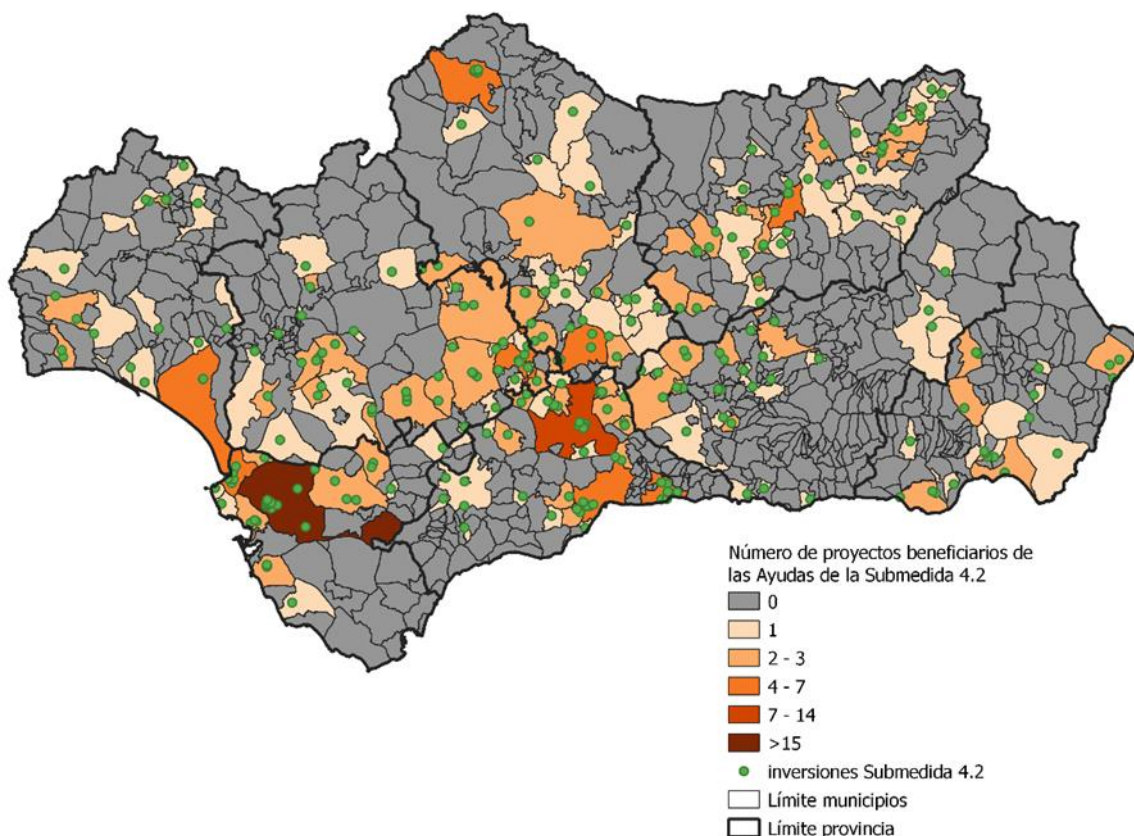 Número de proyectos beneficiarios de
las Ayudas de la Submedida 4.2
0
1
2 - 3
4 - 7
7 - 14
>15
inversiones Submedida 4.2
Límite municipios
Límite provincia